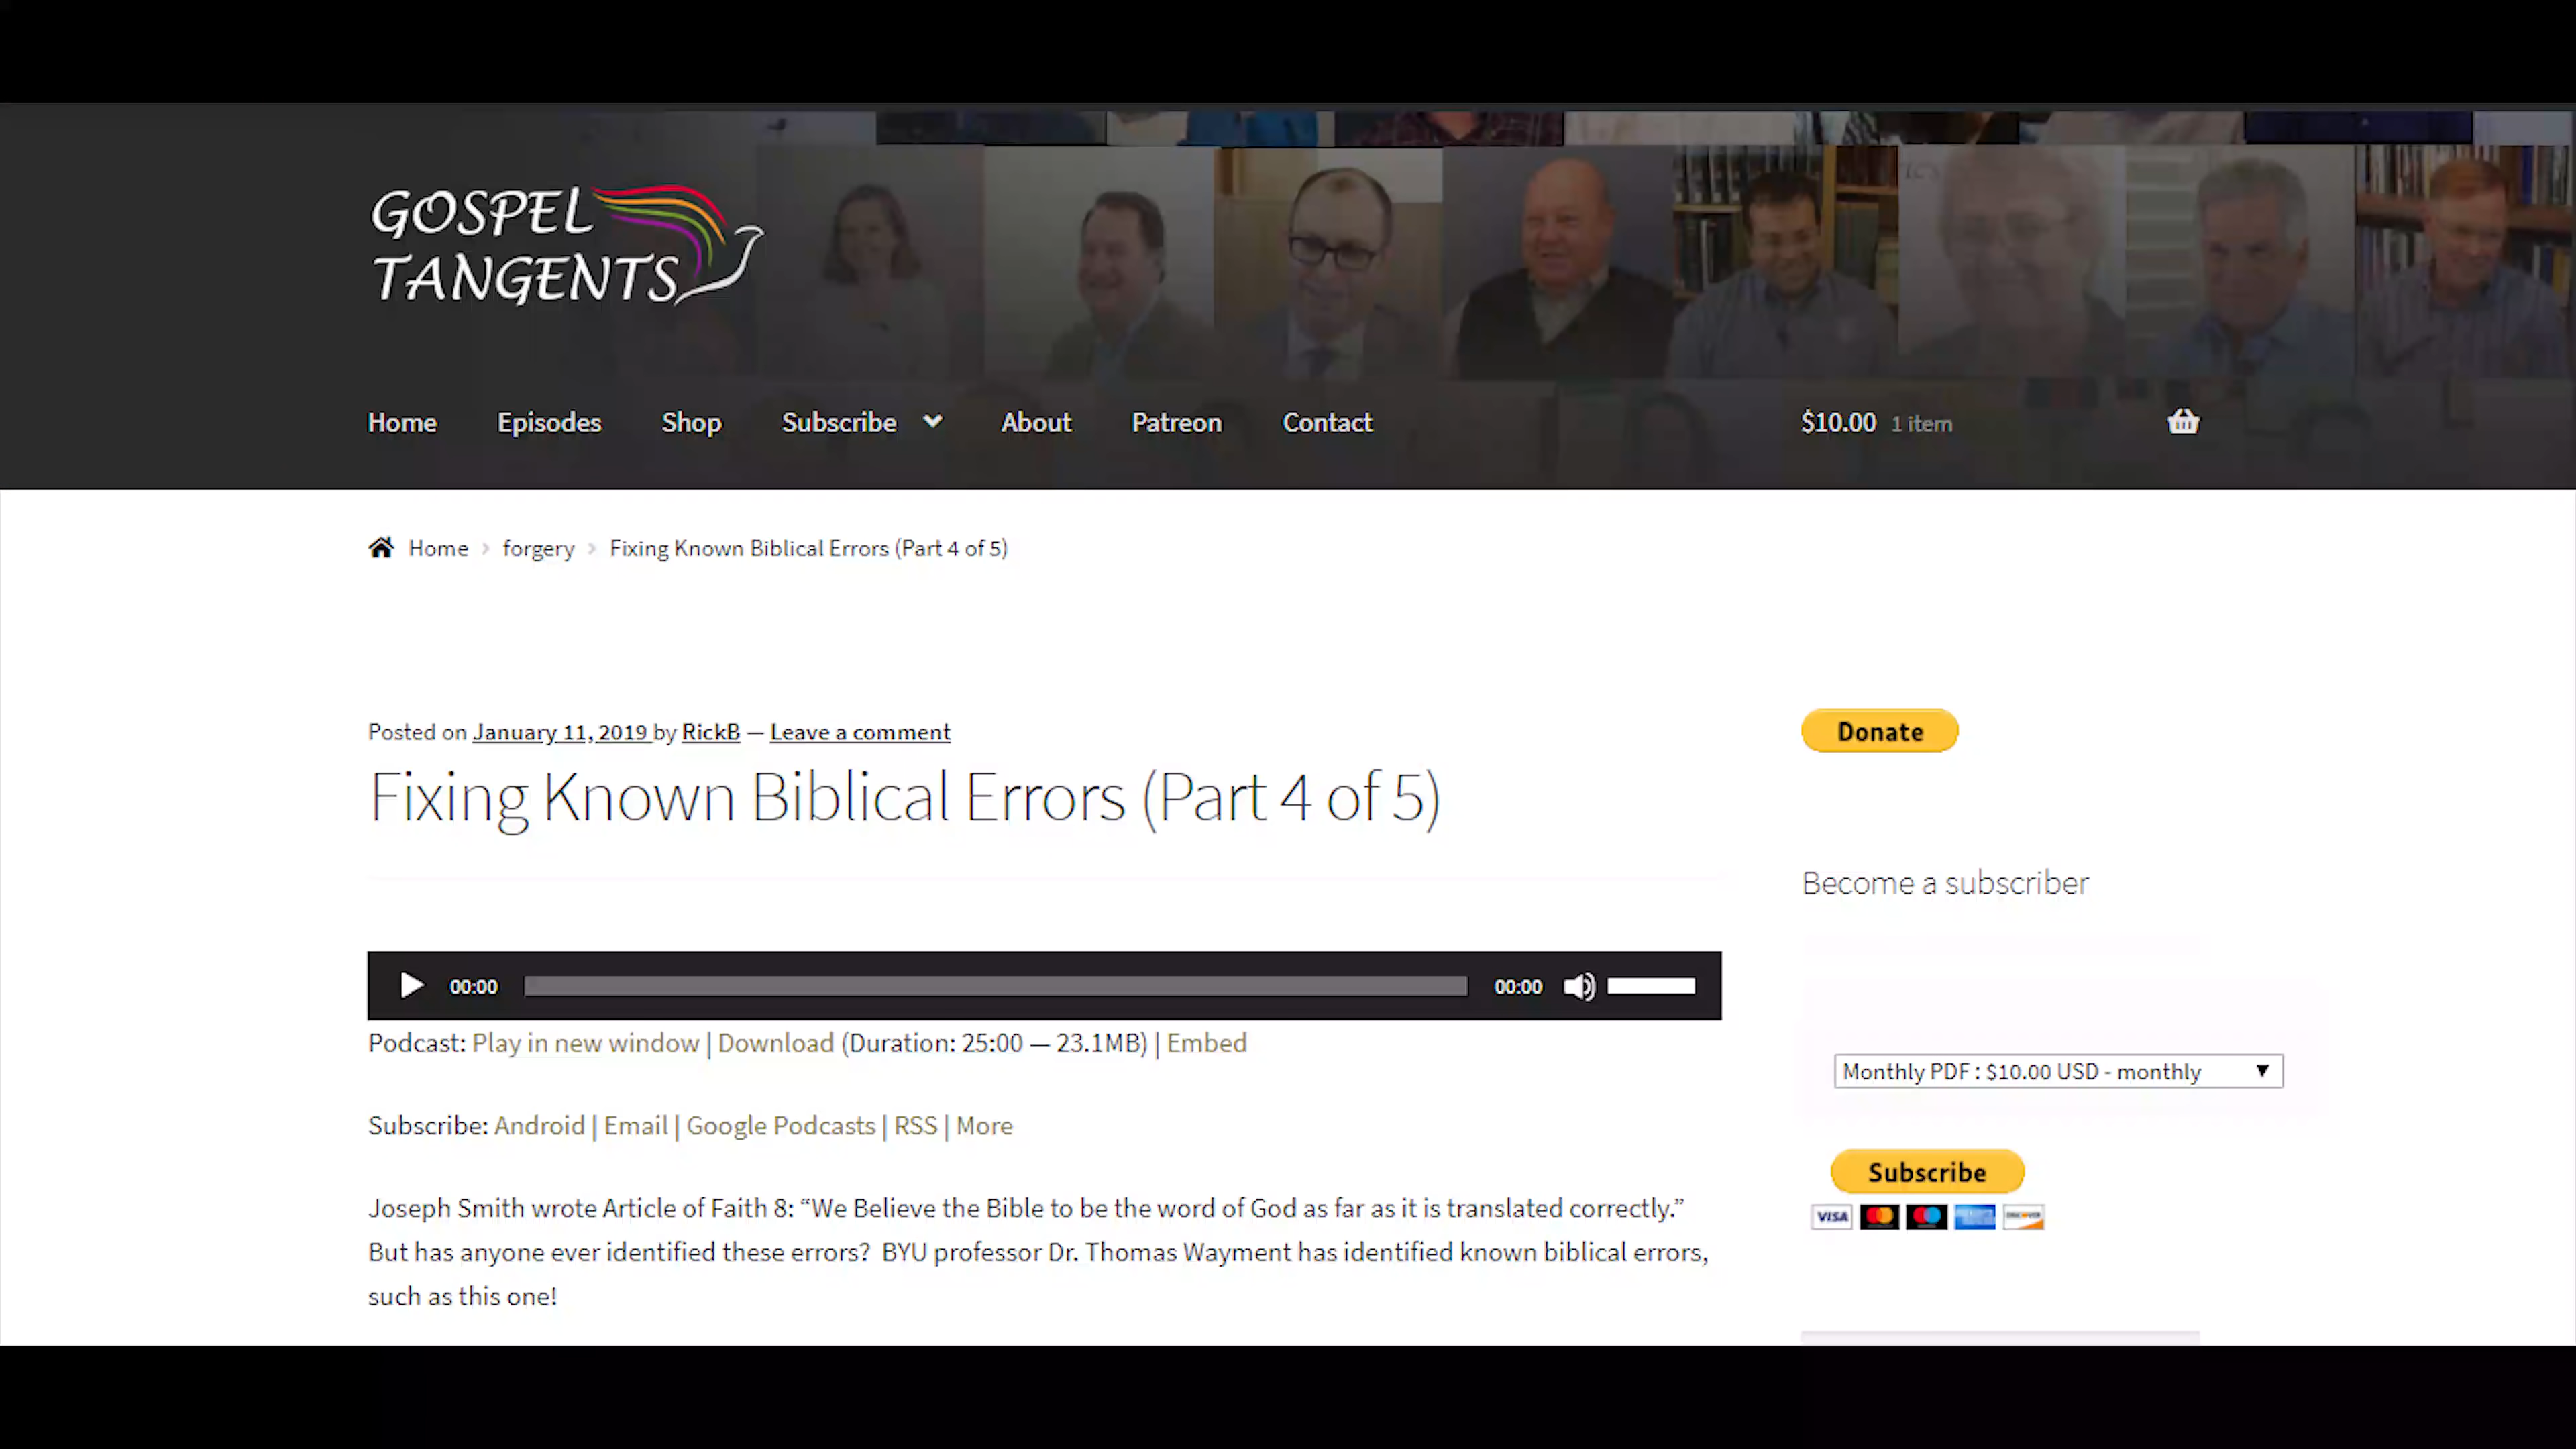 GOSPEL
TANGENTS
Home Episodes Shop Subscribe About Patreon Contact $10.00 1 item
Home › forgery › Fixing Known Biblical Errors (Part 4 of 5)
Posted on January 11, 2019 by RickB — Leave a comment
Donate
Fixing Known Biblical Errors (Part 4 of 5)
Become a subscriber
00:00 00:00
Podcast: Play in new window | Download (Duration: 25:00 — 23.1MB) | Embed
Monthly PDF : $10.00 USD - monthly
Subscribe: Android | Email | Google Podcasts | RSS | More
Subscribe
VISA DISCOVER
Joseph Smith wrote Article of Faith 8: “We Believe the Bible to be the word of God as far as it is translated correctly.”
But has anyone ever identified these errors?  BYU professor Dr. Thomas Wayment has identified known biblical errors,
such as this one!